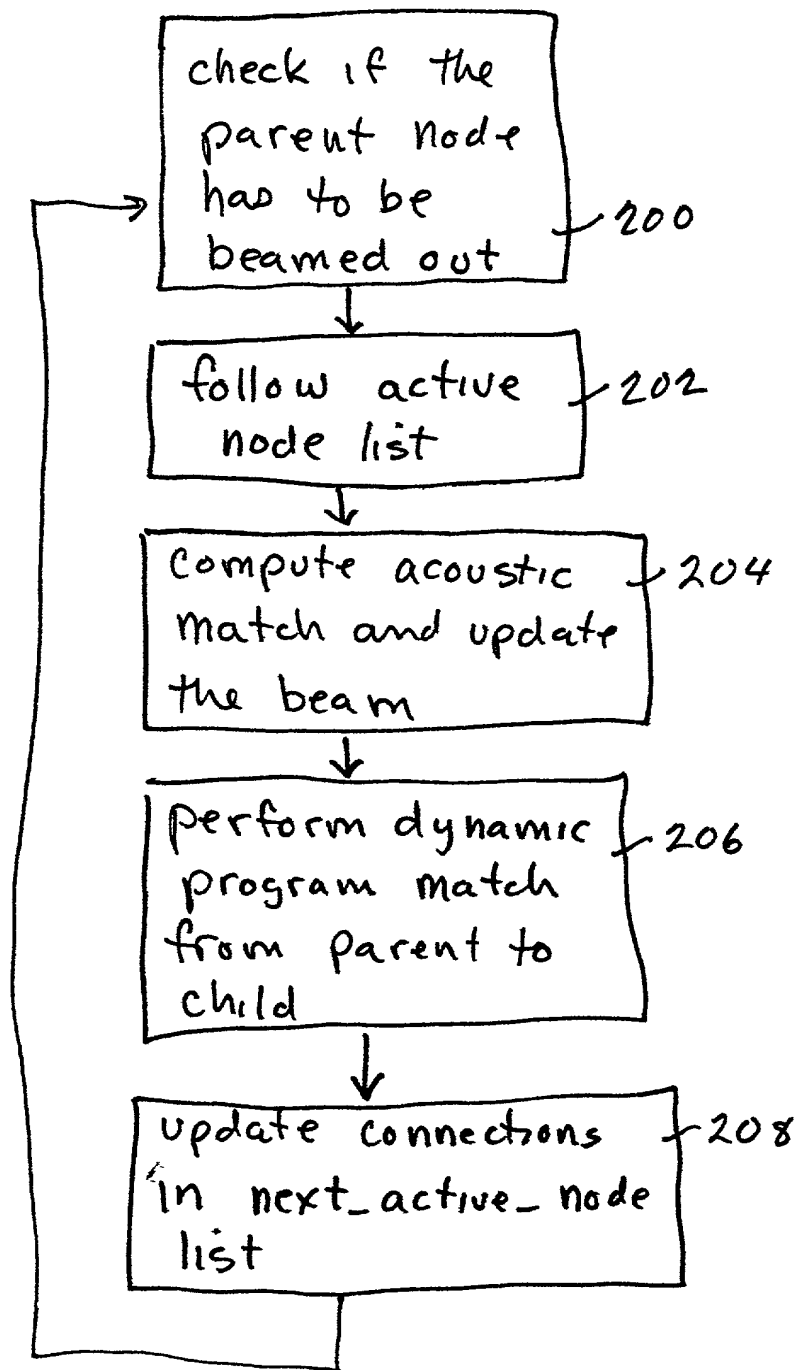 check if the
parent node
has to be
beamed out
200
follow active
node list
202
compute acoustic
match and update
the beam
204
perform dynamic
program match
from parent to
child
206
update connections
in next_active_node
list
208